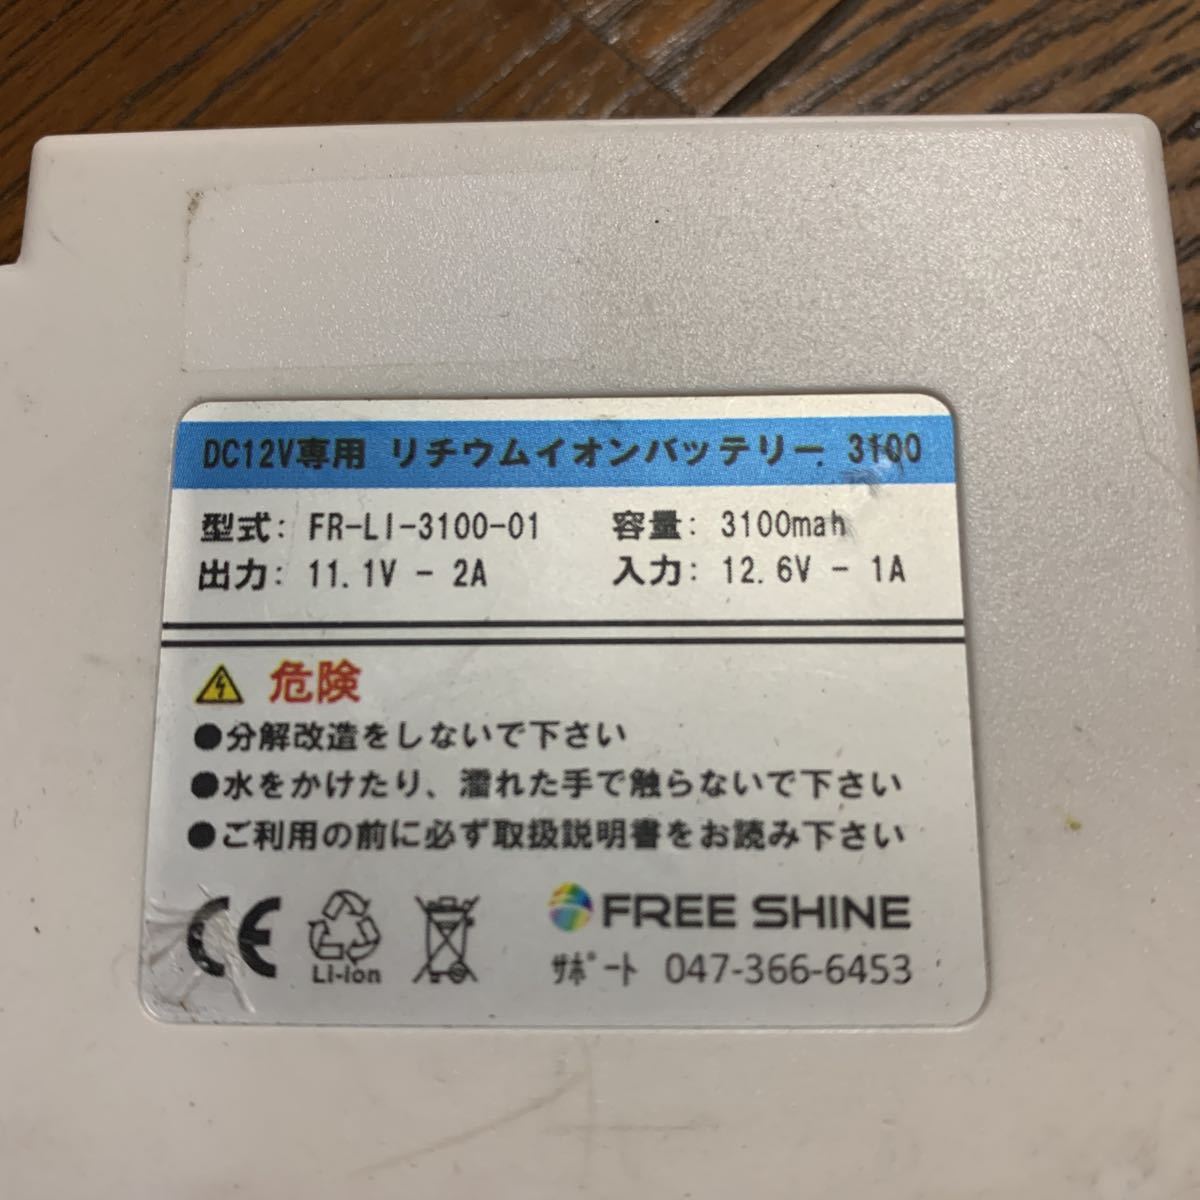 DC12V専用 リチウムイオンバッテリー 3100
型式: FR-LI-3100-01 容量: 3100mah
出力: 11.1V - 2A 入力: 12.6V - 1A
危険
●分解改造をしないで下さい
●水をかけたり、濡れた手で触らないで下さい
●ご利用の前に必ず取扱説明書をお読み下さい
CE Li-ion FREE SHINE
サポート 047-366-6453